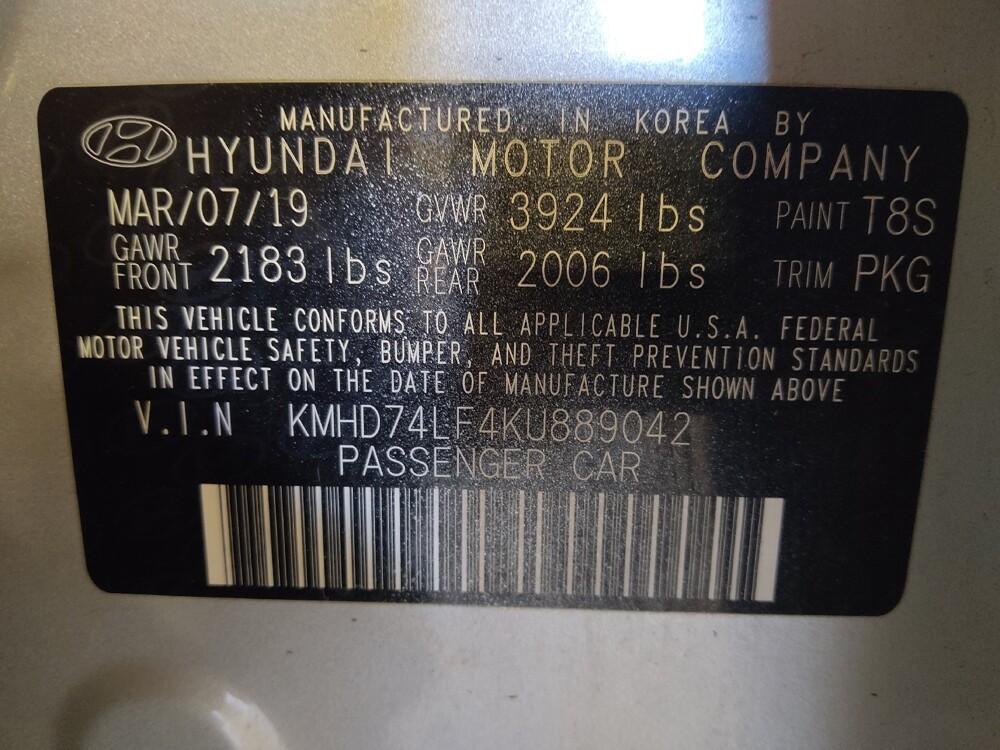 MANUFACTURED IN KOREA BY
HYUNDAI MOTOR COMPANY
MAR/07/19 GVWR 3924 lbs PAINT T8S
GAWR FRONT 2183 lbs GAWR REAR 2006 lbs TRIM PKG
THIS VEHICLE CONFORMS TO ALL APPLICABLE U.S.A. FEDERAL
MOTOR VEHICLE SAFETY, BUMPER, AND THEFT PREVENTION STANDARDS
IN EFFECT ON THE DATE OF MANUFACTURE SHOWN ABOVE
V.I.N KMHD74LF4KU889042
PASSENGER CAR